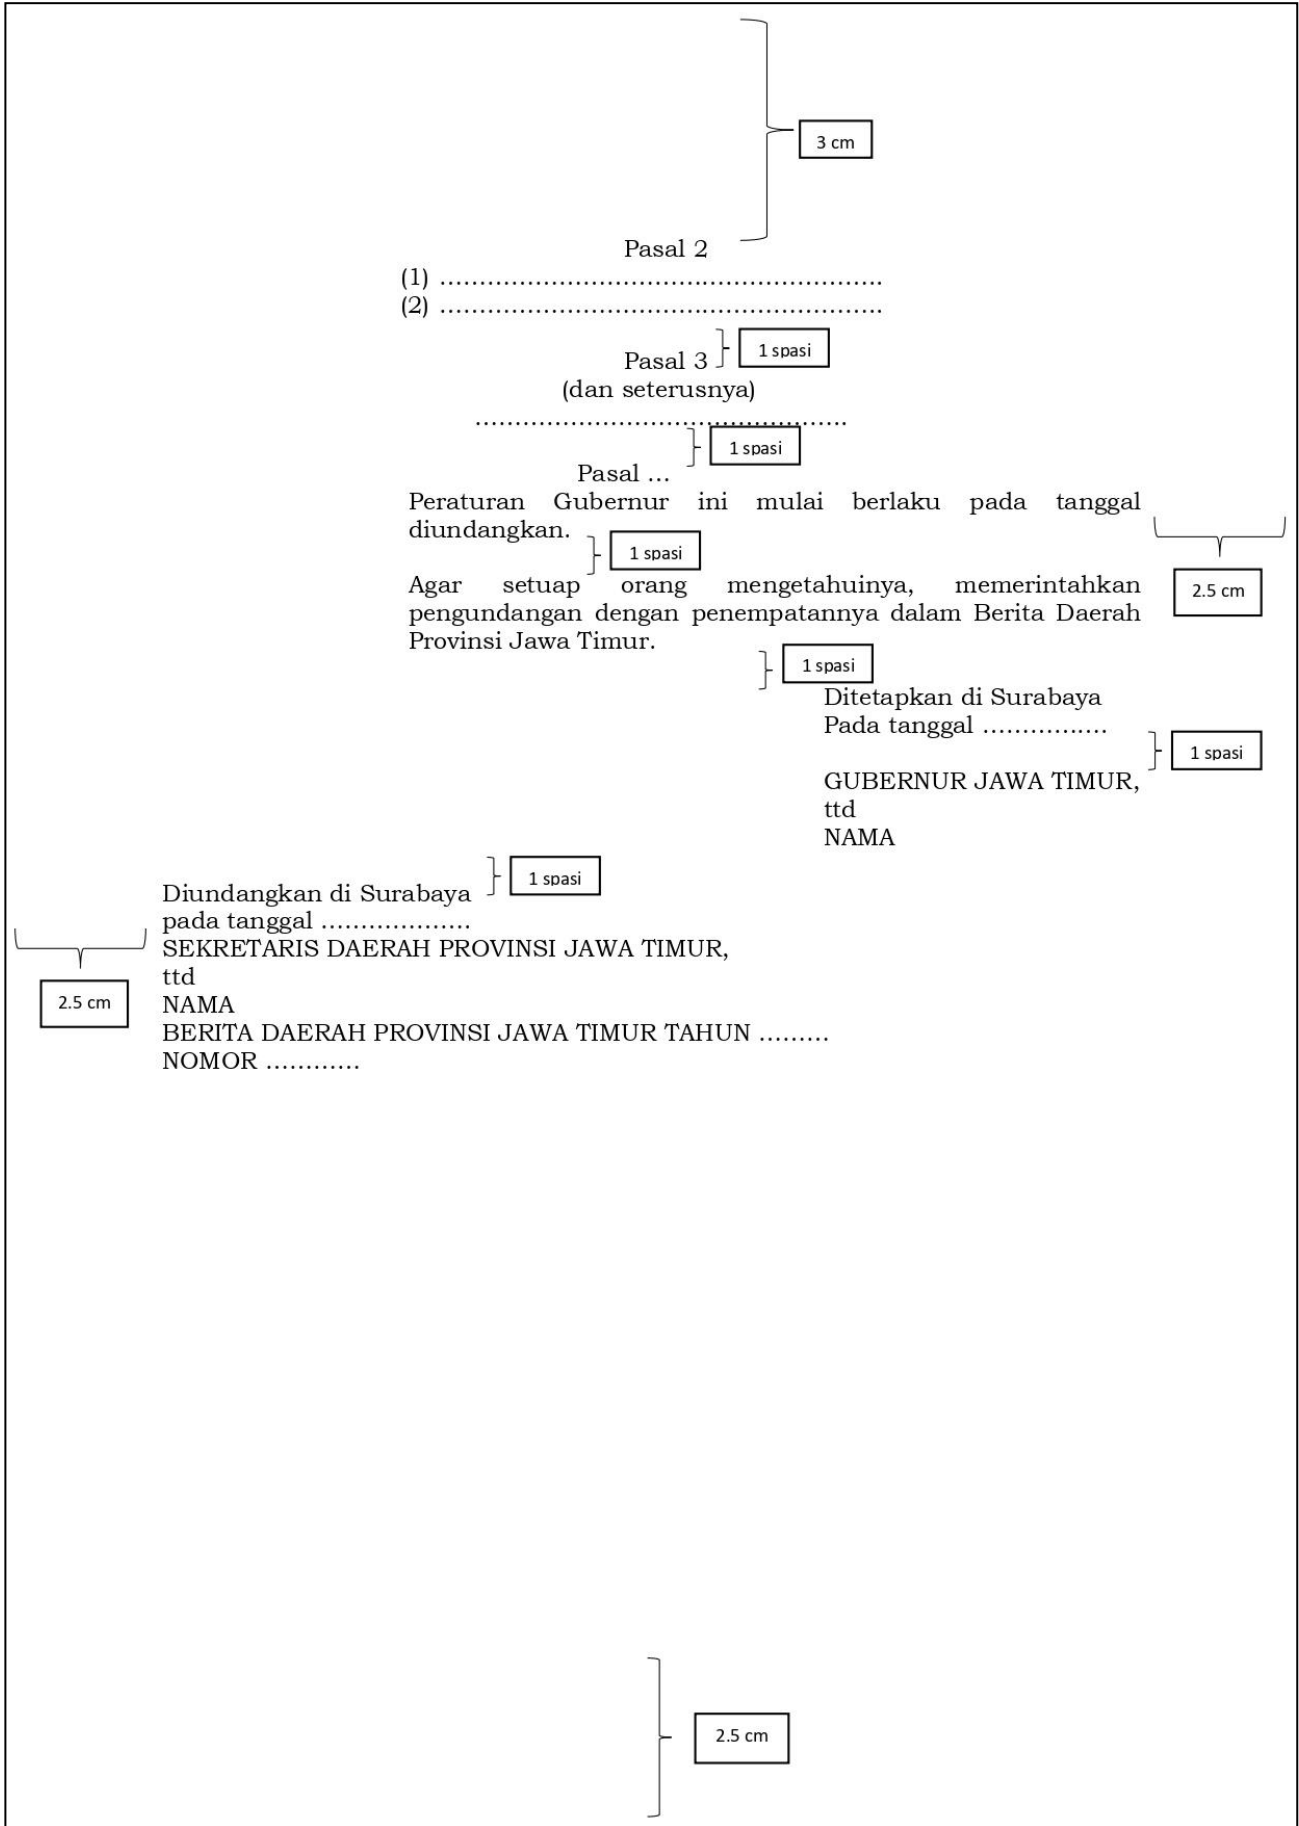 3 cm
Pasal 2
(1) ………………………………………………..
(2) ………………………………………………..
1 spasi
Pasal 3
(dan seterusnya)
………………………………………..
1 spasi
Pasal ...
Peraturan Gubernur ini mulai berlaku pada tanggal
diundangkan.
1 spasi
Agar setuap orang mengetahuinya, memerintahkan
pengundangan dengan penempatannya dalam Berita Daerah
Provinsi Jawa Timur.
2.5 cm
1 spasi
Ditetapkan di Surabaya
Pada tanggal …………….
1 spasi
GUBERNUR JAWA TIMUR,
ttd
NAMA
1 spasi
Diundangkan di Surabaya
pada tanggal ……………….
SEKRETARIS DAERAH PROVINSI JAWA TIMUR,
ttd
2.5 cm
NAMA
BERITA DAERAH PROVINSI JAWA TIMUR TAHUN ………
NOMOR …………
2.5 cm